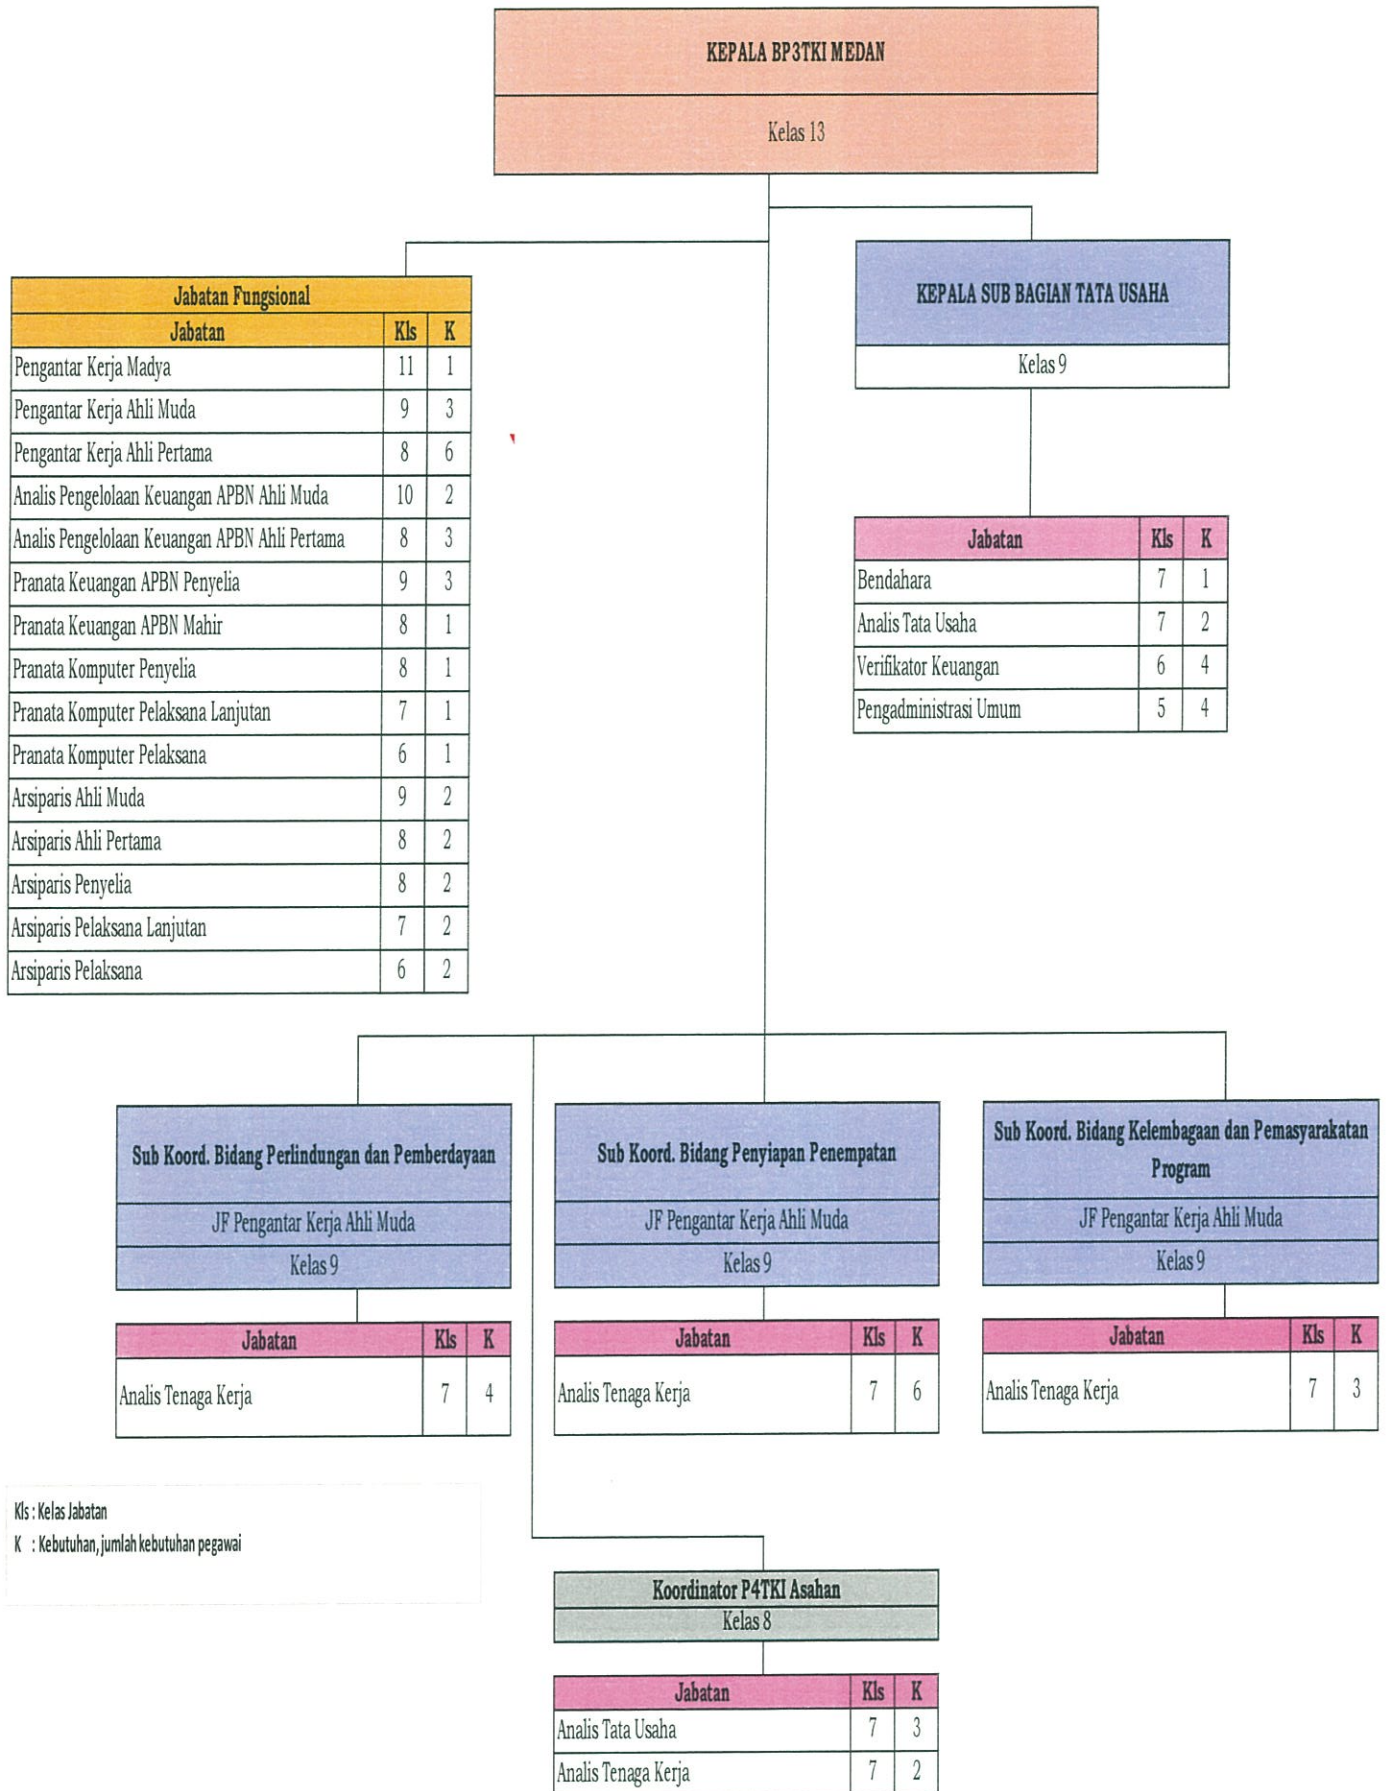 KEPALA BP3TKI MEDAN
Kelas 13
KEPALA SUB BAGIAN TATA USAHA
Kelas 9
Jabatan Fungsional
Jabatan Kls K
Pengantar Kerja Madya 11 1
Pengantar Kerja Ahli Muda 9 3
Pengantar Kerja Ahli Pertama 8 6
Analis Pengelolaan Keuangan APBN Ahli Muda 10 2
Analis Pengelolaan Keuangan APBN Ahli Pertama 8 3
Pranata Keuangan APBN Penyelia 9 3
Pranata Keuangan APBN Mahir 8 1
Pranata Komputer Penyelia 8 1
Pranata Komputer Pelaksana Lanjutan 7 1
Pranata Komputer Pelaksana 6 1
Arsiparis Ahli Muda 9 2
Arsiparis Ahli Pertama 8 2
Arsiparis Penyelia 8 2
Arsiparis Pelaksana Lanjutan 7 2
Arsiparis Pelaksana 6 2
Jabatan Kls K
Bendahara 7 1
Analis Tata Usaha 7 2
Verifikator Keuangan 6 4
Pengadministrasi Umum 5 4
Sub Koord. Bidang Perlindungan dan Pemberdayaan
JF Pengantar Kerja Ahli Muda
Kelas 9
Jabatan Kls K
Analis Tenaga Kerja 7 4
Sub Koord. Bidang Penyiapan Penempatan
JF Pengantar Kerja Ahli Muda
Kelas 9
Jabatan Kls K
Analis Tenaga Kerja 7 6
Sub Koord. Bidang Kelembagaan dan Pemasyarakatan
Program
JF Pengantar Kerja Ahli Muda
Kelas 9
Jabatan Kls K
Analis Tenaga Kerja 7 3
Kls : Kelas Jabatan
K : Kebutuhan, jumlah kebutuhan pegawai
Koordinator P4TKI Asahan
Kelas 8
Jabatan Kls K
Analis Tata Usaha 7 3
Analis Tenaga Kerja 7 2